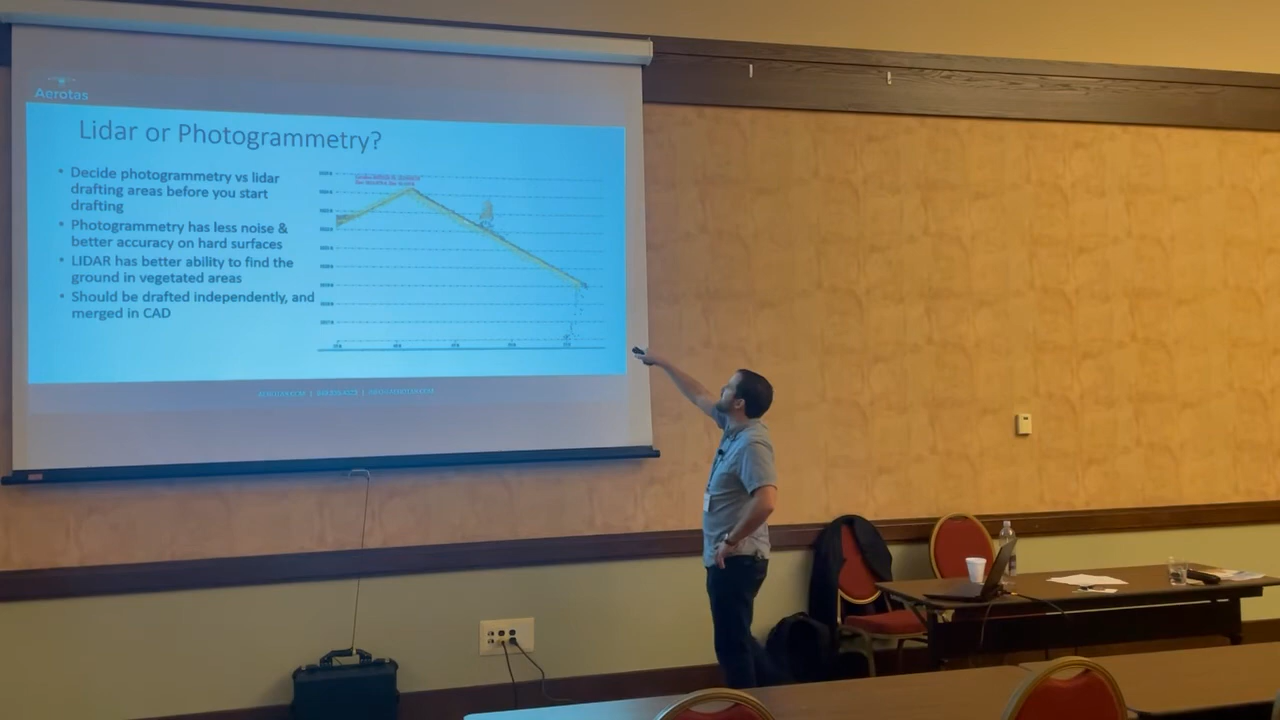 Aerotas
Lidar or Photogrammetry?
• Decide photogrammetry vs lidar
drafting areas before you start
drafting
• Photogrammetry has less noise &
better accuracy on hard surfaces
• LIDAR has better ability to find the
ground in vegetated areas
• Should be drafted independently, and
merged in CAD